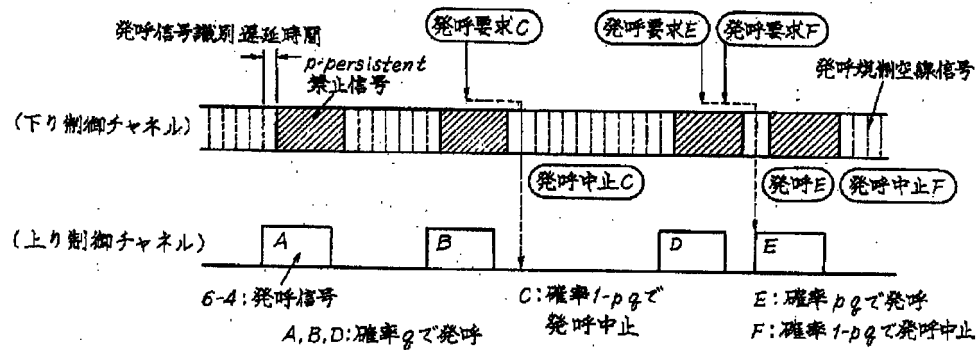 発呼要求C
発呼要求E
発呼要求F
発呼信号識別遅延時間
p-persistent
禁止信号
発呼規制空線信号
(下り制御チャネル)
発呼中止C
発呼E
発呼中止F
(上り制御チャネル)
A
B
D
E
6-4:発呼信号
A,B,D:確率qで発呼
C:確率1-pqで
発呼中止
E:確率pqで発呼
F:確率1-pqで発呼中止